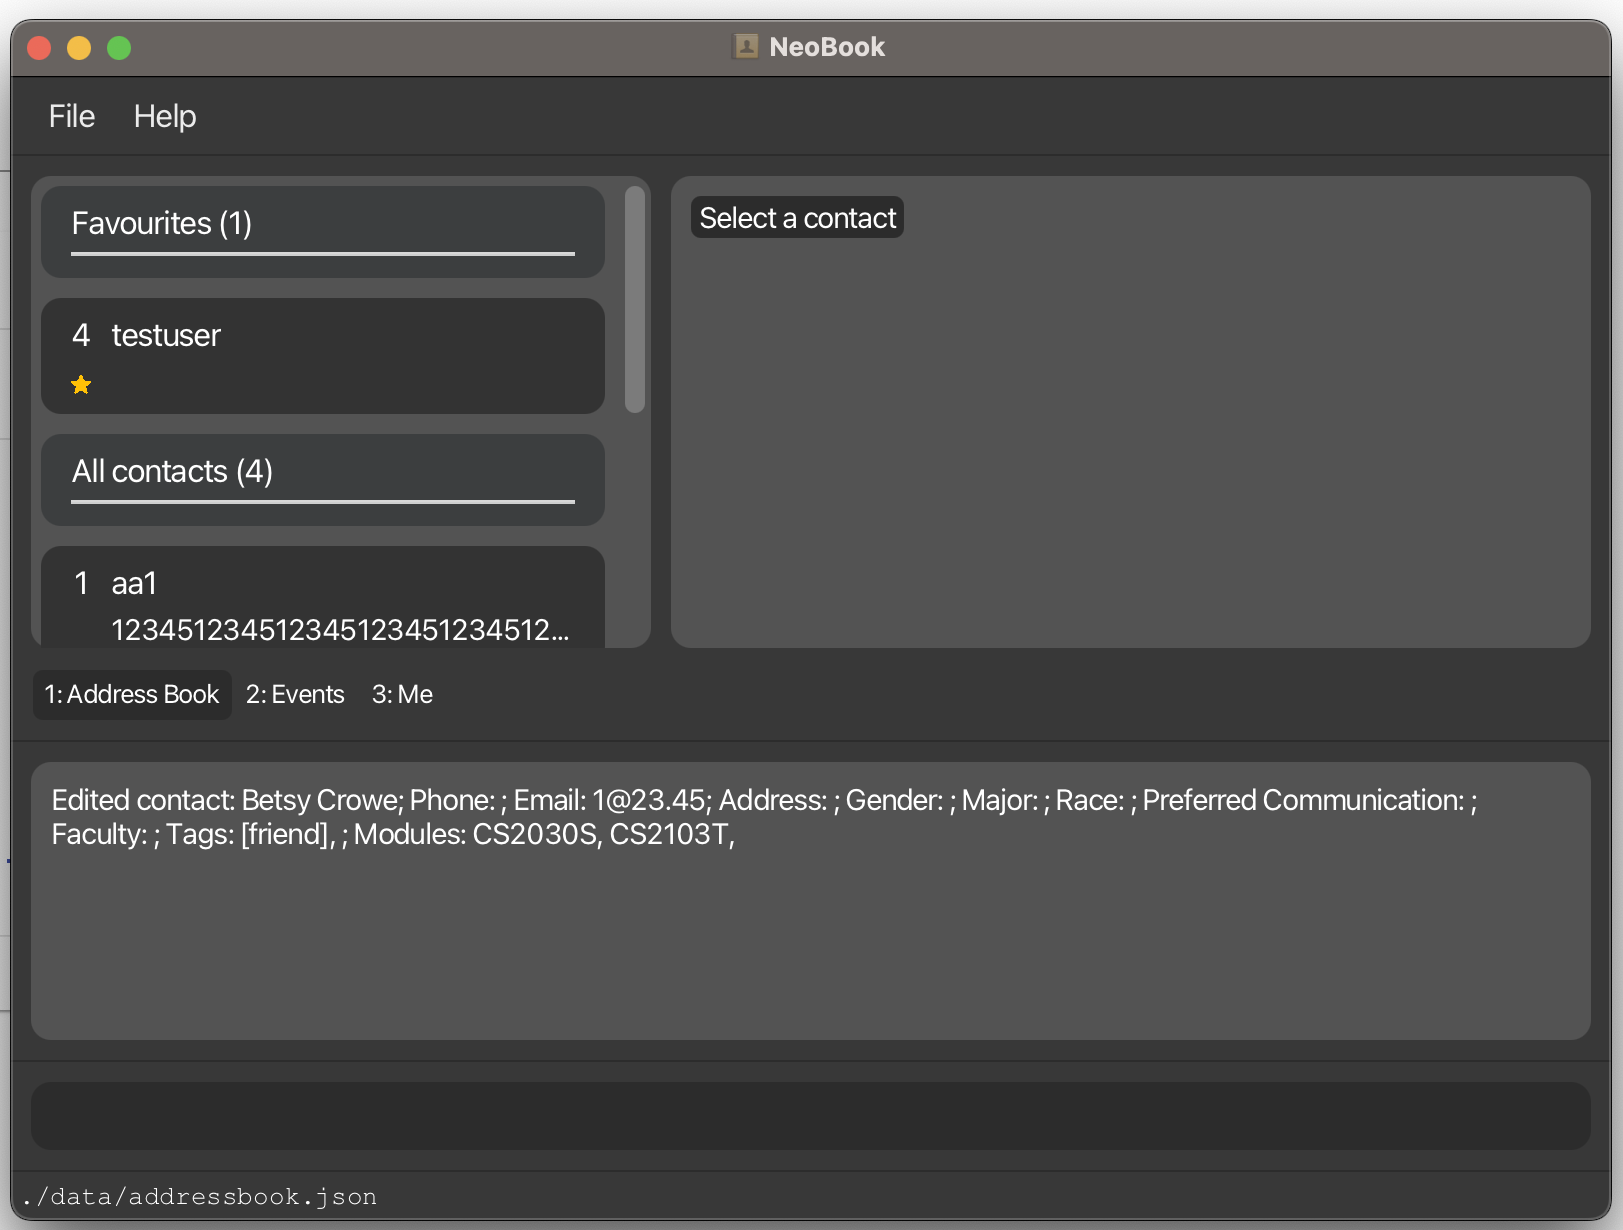 NeoBook
File Help
Favourites (1)
4 testuser
All contacts (4)
1 aa1
123451234512345123451234512...
Select a contact
1: Address Book 2: Events 3: Me
Edited contact: Betsy Crowe; Phone: ; Email: 1@23.45; Address: ; Gender: ; Major: ; Race: ; Preferred Communication: ;
Faculty: ; Tags: [friend], ; Modules: CS2030S, CS2103T,
./data/addressbook.json